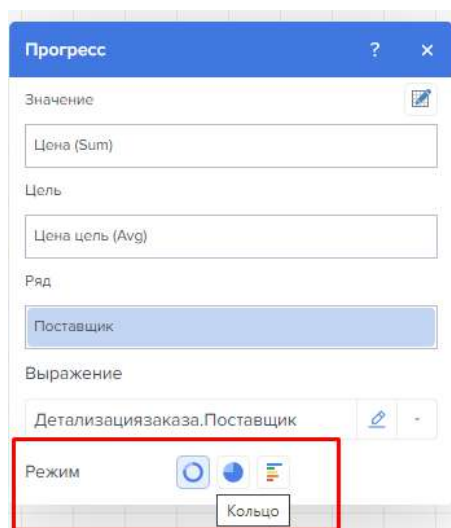 Прогресс ? ×
Значение
Цена (Sum)
Цель
Цена цель (Avg)
Ряд
Поставщик
Выражение
Детализациязаказа.Поставщик
Режим
Кольцо